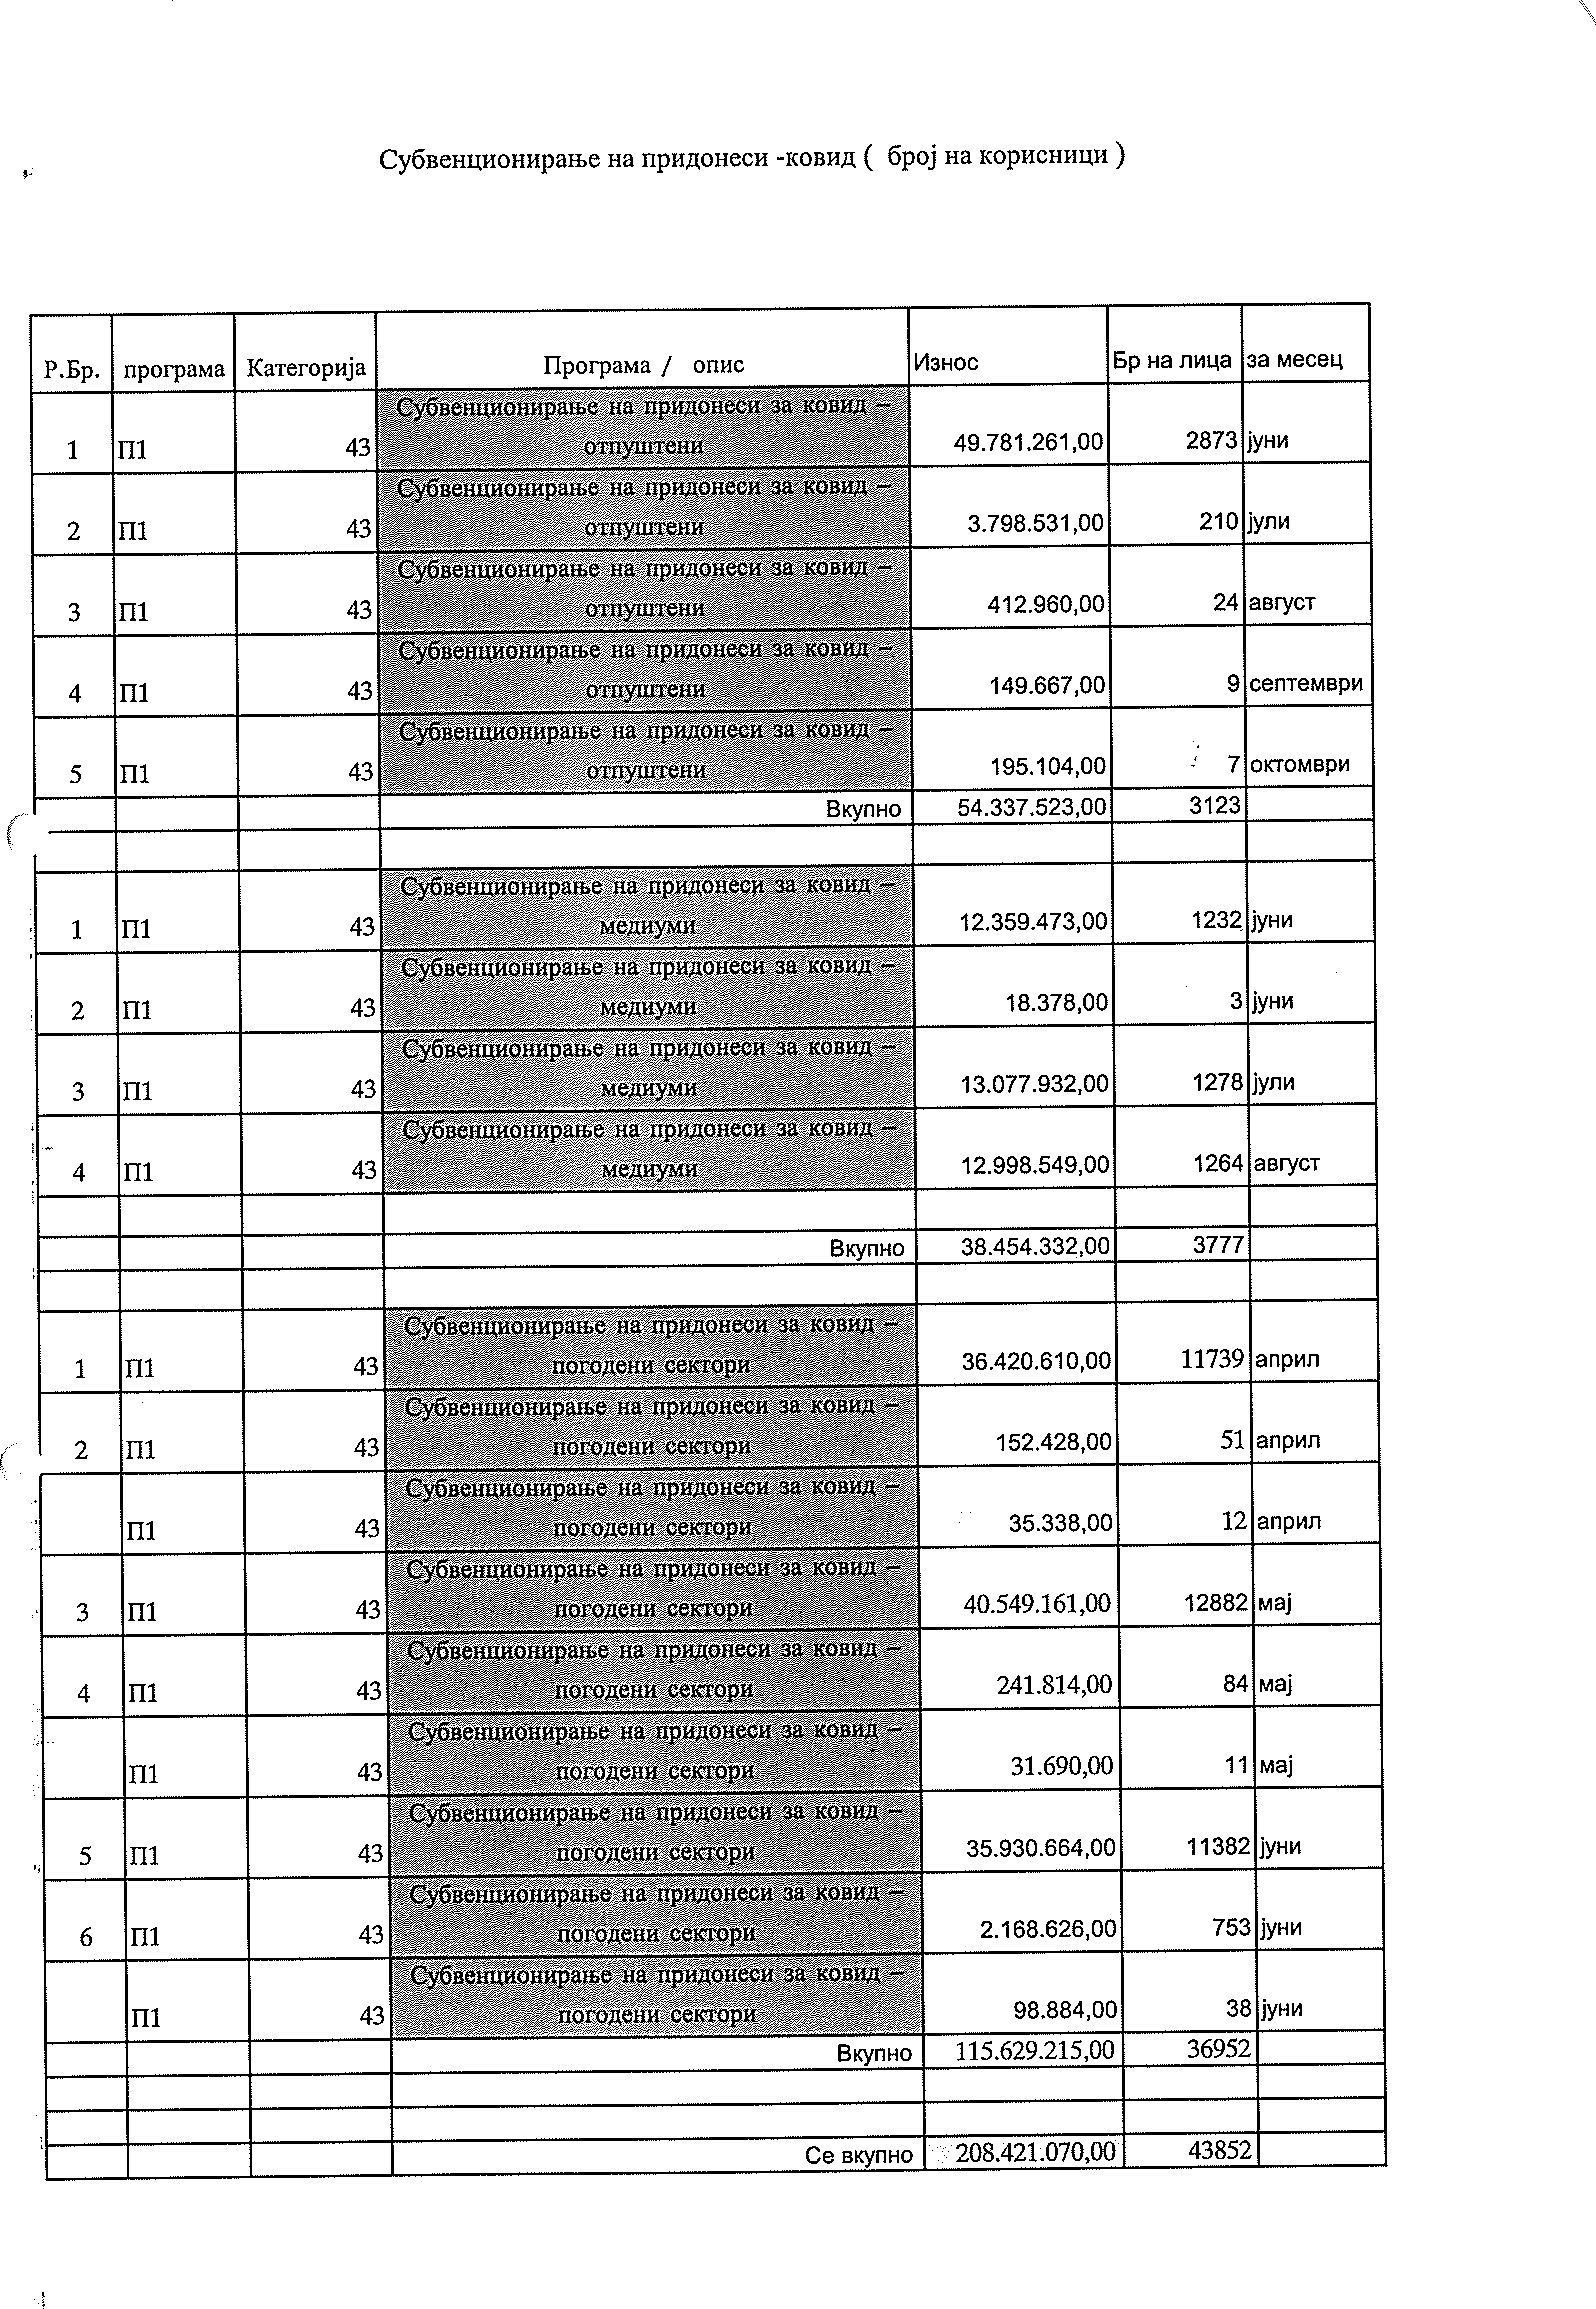 Субвенционирање на придонеси -ковид ( број на корисници )
Р.Бр. програма Категорија Програма / опис Износ Бр на лица за месец
Субвенционирање на придонеси за ковид –
1 П1 43 отпуштени 49.781.261,00 2873 јуни
Субвенционирање на придонеси за ковид –
2 П1 43 отпуштени 3.798.531,00 210 јули
Субвенционирање на придонеси за ковид –
3 П1 43 отпуштени 412.960,00 24 август
Субвенционирање на придонеси за ковид –
4 П1 43 отпуштени 149.667,00 9 септември
Субвенционирање на придонеси за ковид –
5 П1 43 отпуштени 195.104,00 7 октомври
Вкупно 54.337.523,00 3123
Субвенционирање на придонеси за ковид –
1 П1 43 медиуми 12.359.473,00 1232 јуни
Субвенционирање на придонеси за ковид –
2 П1 43 медиуми 18.378,00 3 јуни
Субвенционирање на придонеси за ковид –
3 П1 43 медиуми 13.077.932,00 1278 јули
Субвенционирање на придонеси за ковид –
4 П1 43 медиуми 12.998.549,00 1264 август
Вкупно 38.454.332,00 3777
Субвенционирање на придонеси за ковид –
1 П1 43 погодени сектори 36.420.610,00 11739 април
Субвенционирање на придонеси за ковид –
2 П1 43 погодени сектори 152.428,00 51 април
Субвенционирање на придонеси за ковид –
П1 43 погодени сектори 35.338,00 12 април
Субвенционирање на придонеси за ковид –
3 П1 43 погодени сектори 40.549.161,00 12882 мај
Субвенционирање на придонеси за ковид –
4 П1 43 погодени сектори 241.814,00 84 мај
Субвенционирање на придонеси за ковид –
П1 43 погодени сектори 31.690,00 11 мај
Субвенционирање на придонеси за ковид –
5 П1 43 погодени сектори 35.930.664,00 11382 јуни
Субвенционирање на придонеси за ковид –
6 П1 43 погодени сектори 2.168.626,00 753 јуни
Субвенционирање на придонеси за ковид –
П1 43 погодени сектори 98.884,00 38 јуни
Вкупно 115.629.215,00 36952
Се вкупно 208.421.070,00 43852